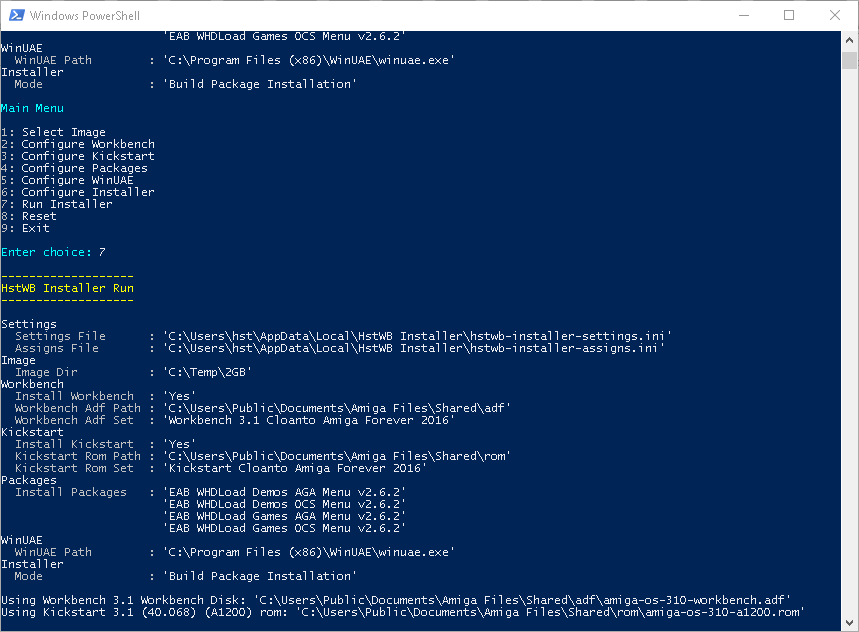 Windows PowerShell
'EAB WHDLoad Games OCS Menu v2.6.2'
WinUAE
WinUAE Path : 'C:\Program Files (x86)\WinUAE\winuae.exe'
Installer
Mode : 'Build Package Installation'
Main Menu
1: Select Image
2: Configure Workbench
3: Configure Kickstart
4: Configure Packages
5: Configure WinUAE
6: Configure Installer
7: Run Installer
8: Reset
9: Exit
Enter choice: 7
-------------------
HstWB Installer Run
-------------------
Settings
Settings File : 'C:\Users\hst\AppData\Local\HstWB Installer\hstwb-installer-settings.ini'
Assigns File : 'C:\Users\hst\AppData\Local\HstWB Installer\hstwb-installer-assigns.ini'
Image
Image Dir : 'C:\Temp\2GB'
Workbench
Install Workbench : 'Yes'
Workbench Adf Path : 'C:\Users\Public\Documents\Amiga Files\Shared\adf'
Workbench Adf Set : 'Workbench 3.1 Cloanto Amiga Forever 2016'
Kickstart
Install Kickstart : 'Yes'
Kickstart Rom Path : 'C:\Users\Public\Documents\Amiga Files\Shared\rom'
Kickstart Rom Set : 'Kickstart Cloanto Amiga Forever 2016'
Packages
Install Packages : 'EAB WHDLoad Demos AGA Menu v2.6.2'
'EAB WHDLoad Demos OCS Menu v2.6.2'
'EAB WHDLoad Games AGA Menu v2.6.2'
'EAB WHDLoad Games OCS Menu v2.6.2'
WinUAE
WinUAE Path : 'C:\Program Files (x86)\WinUAE\winuae.exe'
Installer
Mode : 'Build Package Installation'
Using Workbench 3.1 Workbench Disk: 'C:\Users\Public\Documents\Amiga Files\Shared\adf\amiga-os-310-workbench.adf'
Using Kickstart 3.1 (40.068) (A1200) rom: 'C:\Users\Public\Documents\Amiga Files\Shared\rom\amiga-os-310-a1200.rom'